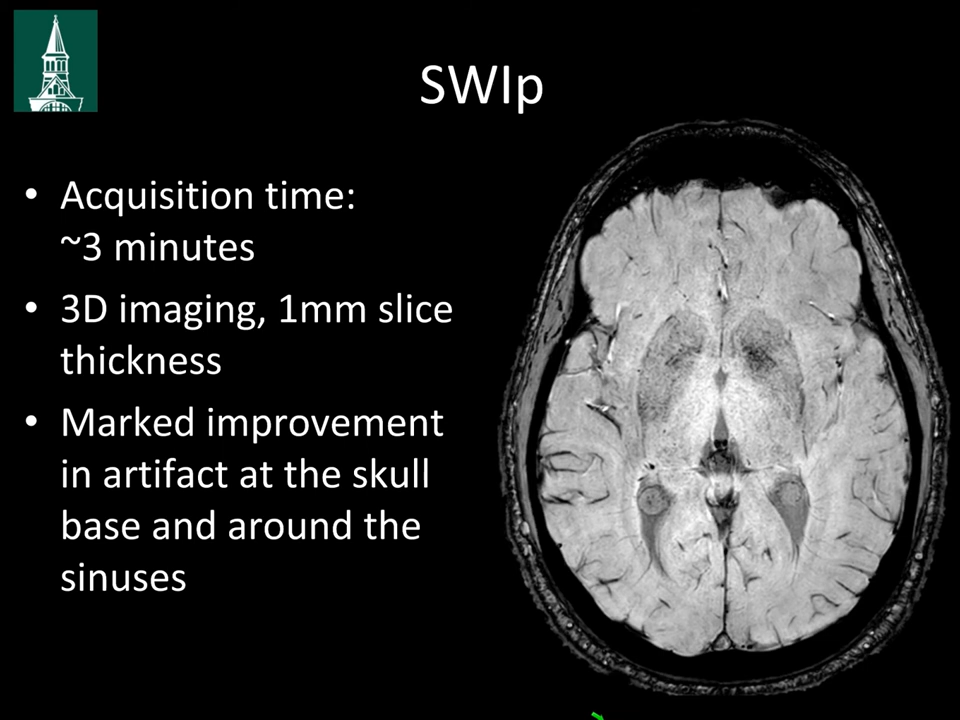 SWIp
• Acquisition time:
~3 minutes
• 3D imaging, 1mm slice
thickness
• Marked improvement
in artifact at the skull
base and around the
sinuses